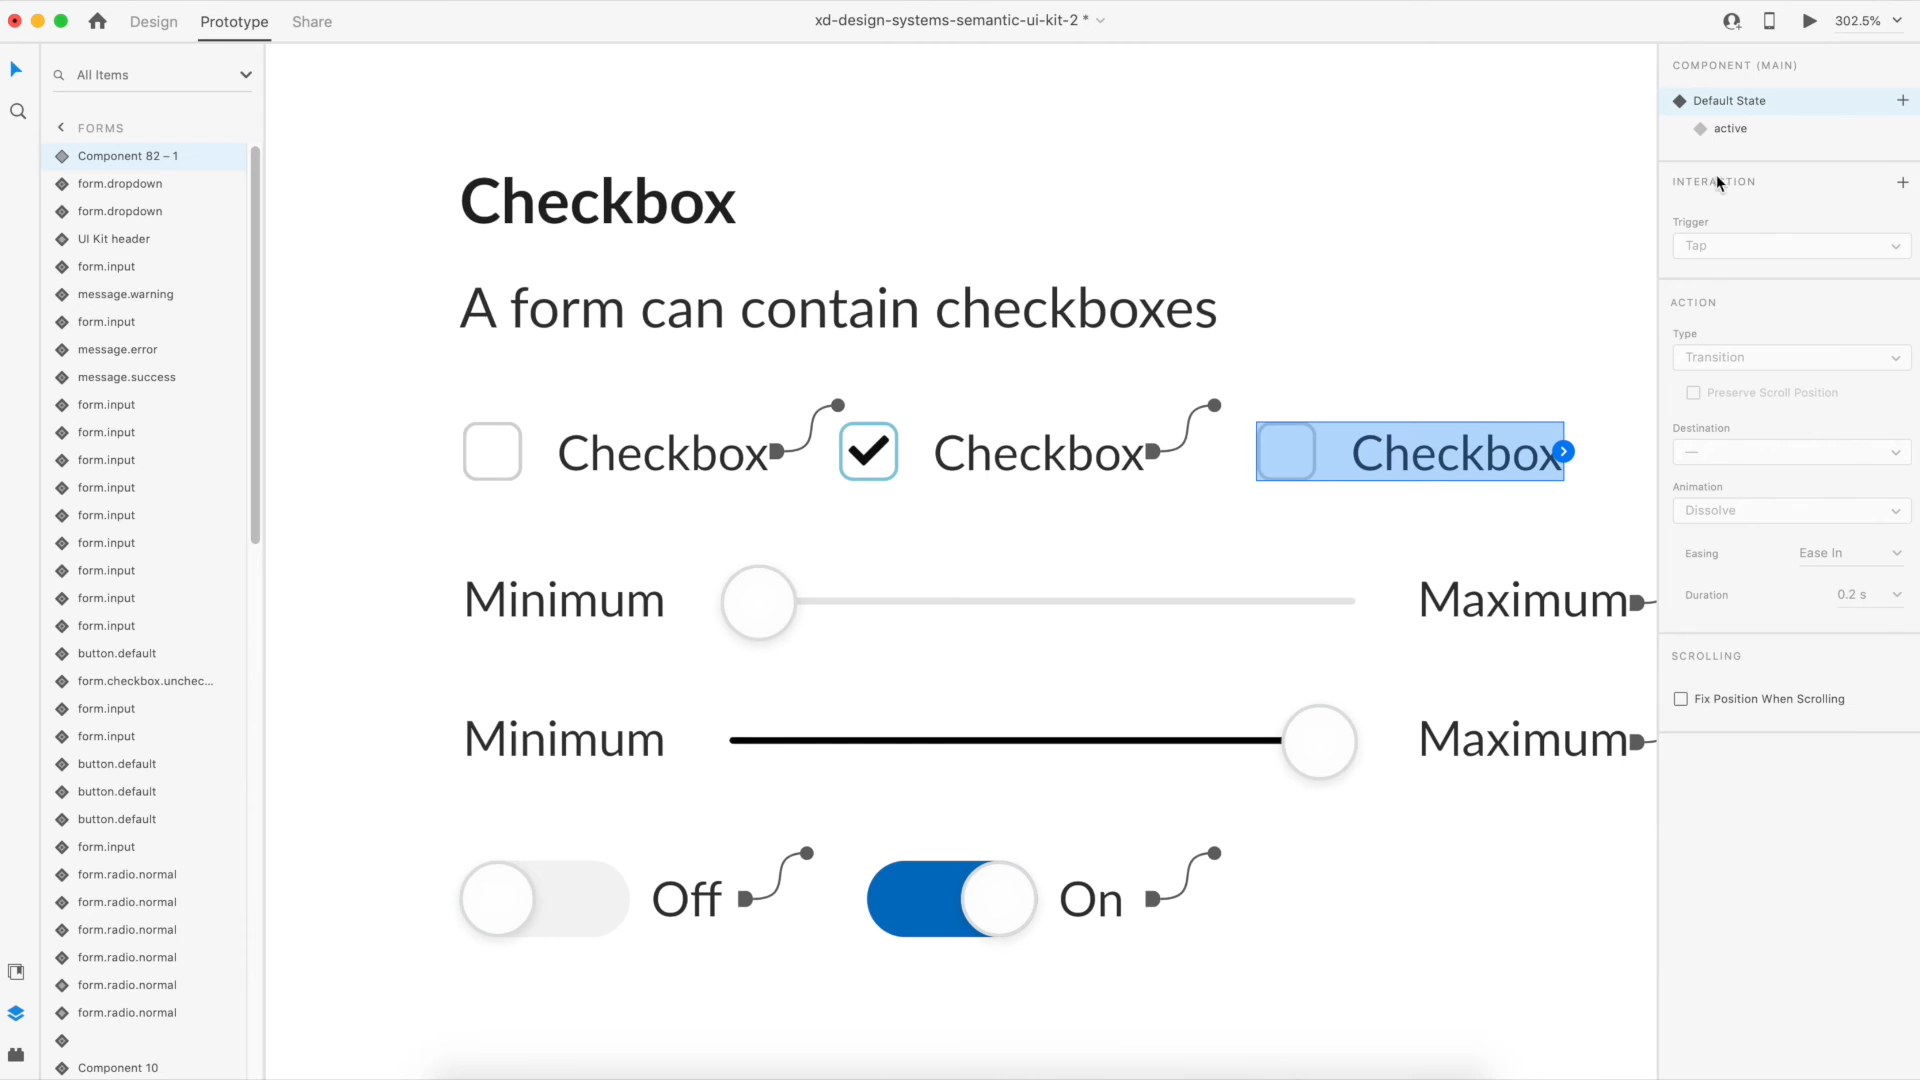 Design
Prototype
Share
xd-design-systems-semantic-ui-kit-2 *
302.5%
All Items
FORMS
Component 82 – 1
form.dropdown
form.dropdown
UI Kit header
form.input
message.warning
form.input
message.error
message.success
form.input
form.input
form.input
form.input
form.input
form.input
form.input
form.input
form.input
button.default
form.checkbox.unchec...
form.input
form.input
button.default
button.default
button.default
form.input
form.radio.normal
form.radio.normal
form.radio.normal
form.radio.normal
form.radio.normal
form.radio.normal
Component 10
Checkbox
A form can contain checkboxes
Checkbox
Checkbox
Checkbox
Minimum
Maximum
Minimum
Maximum
Off
On
COMPONENT (MAIN)
Default State
active
INTERACTION
Trigger
Tap
ACTION
Type
Transition
Preserve Scroll Position
Destination
—
Animation
Dissolve
Easing
Ease In
Duration
0.2 s
SCROLLING
Fix Position When Scrolling